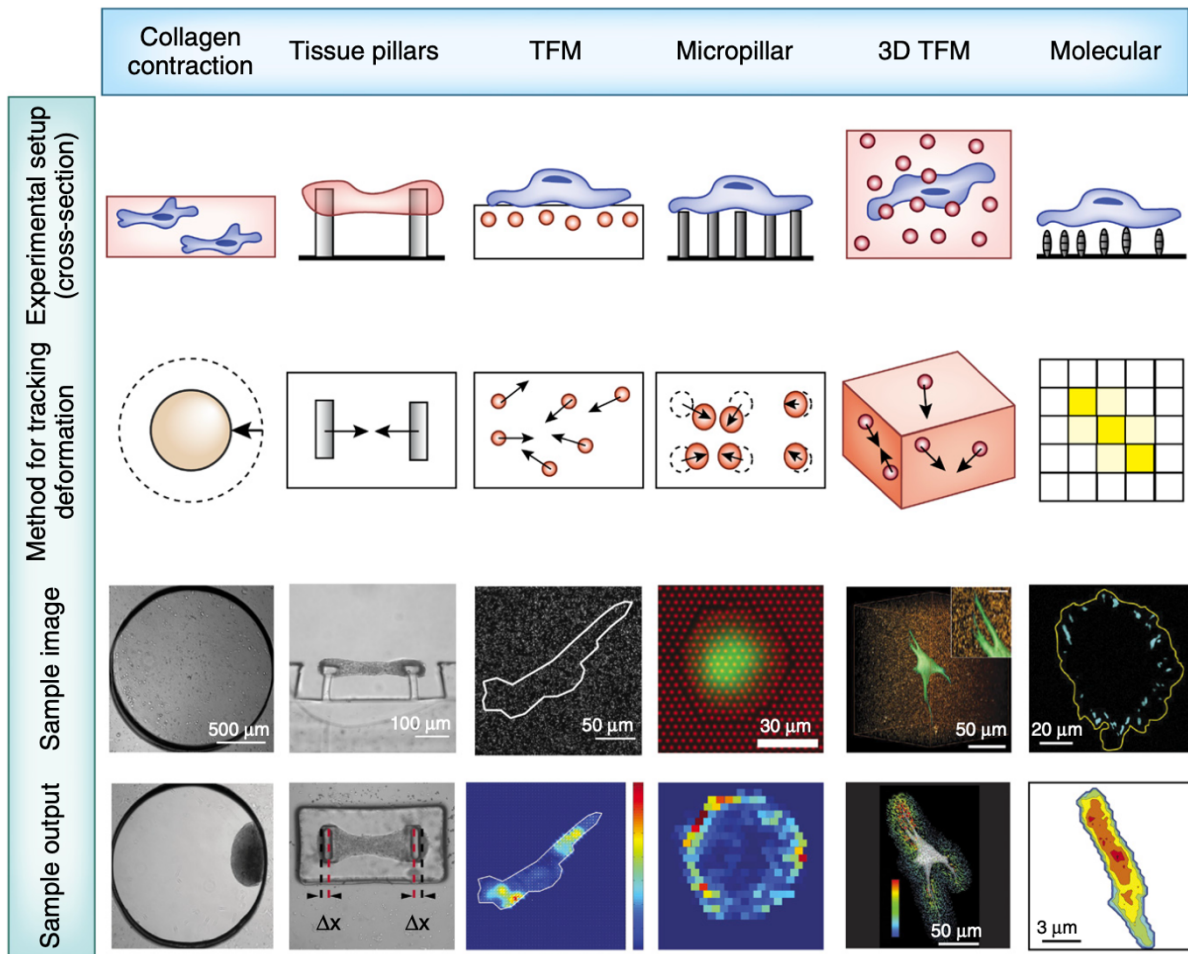 Collagen
contraction
Tissue pillars
TFM
Micropillar
3D TFM
Molecular
Experimental setup
(cross-section)
Method for tracking
deformation
Sample image
500 µm
100 µm
50 µm
30 µm
50 µm
20 µm
Sample output
Δx
Δx
50 µm
3 µm